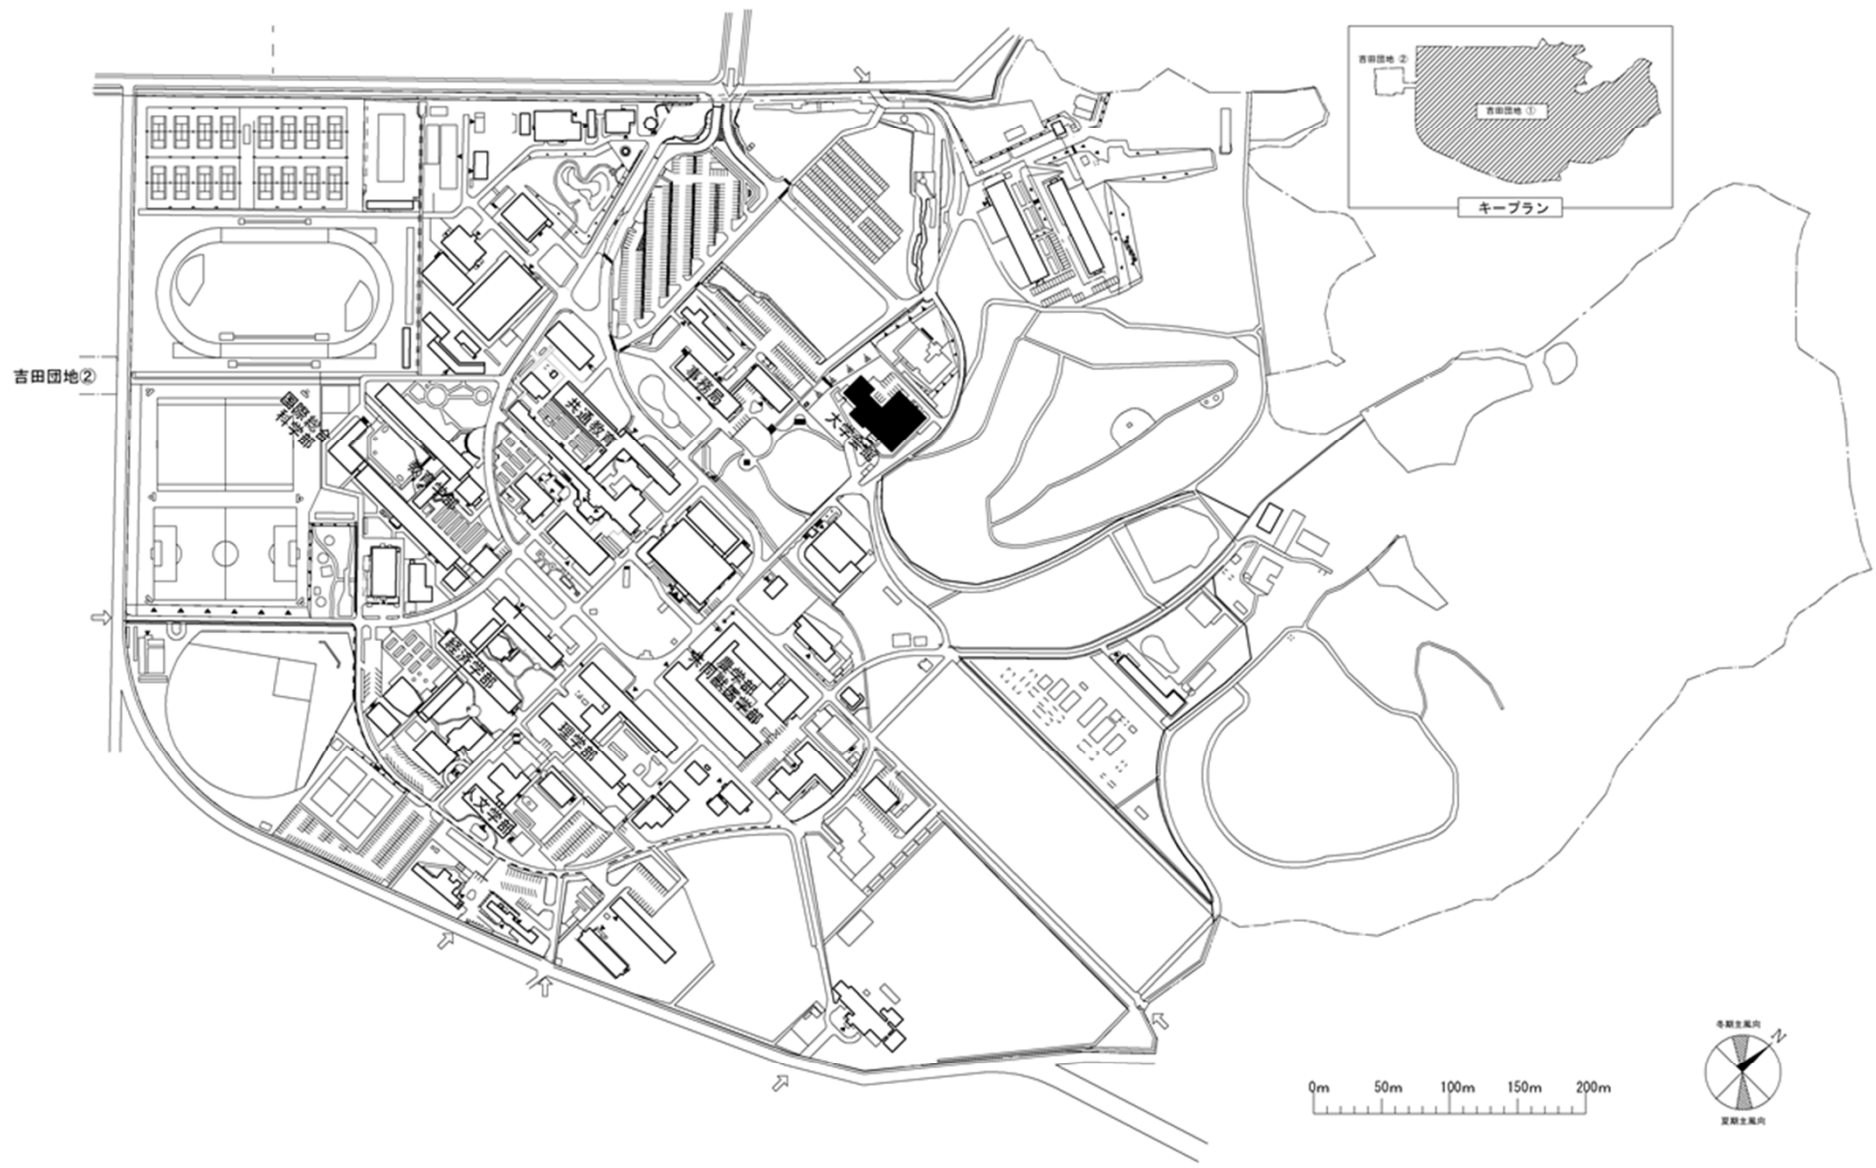 吉田団地 ②
吉田団地 ①
キープラン
吉田団地②
国際総合
科学部
教育学部
共通教育
事務局
大学会館
経済学部
理学部
農学部
共同獣医学部
人文学部
冬期主風向
N
夏期主風向
0m 50m 100m 150m 200m